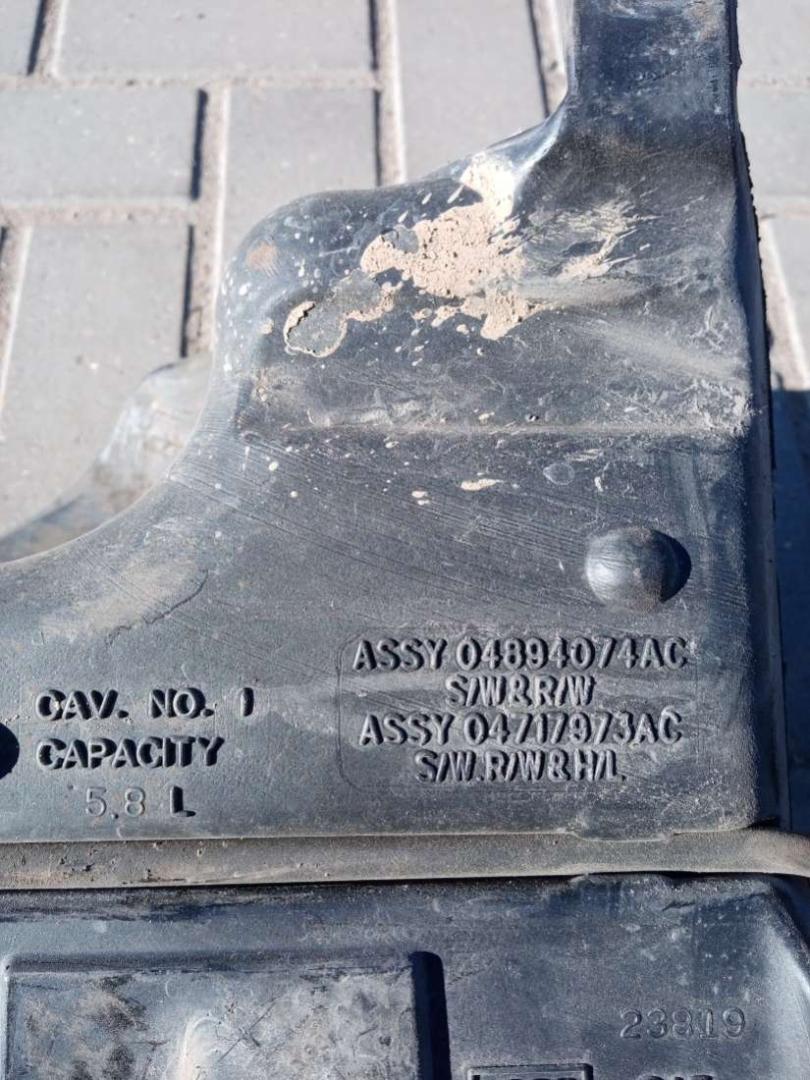 ASSY 04894074AC
S/W & R/W
ASSY 04717973AC
S/W. R/W & H/L
CAV. NO. 1
CAPACITY
5.8 L
23819